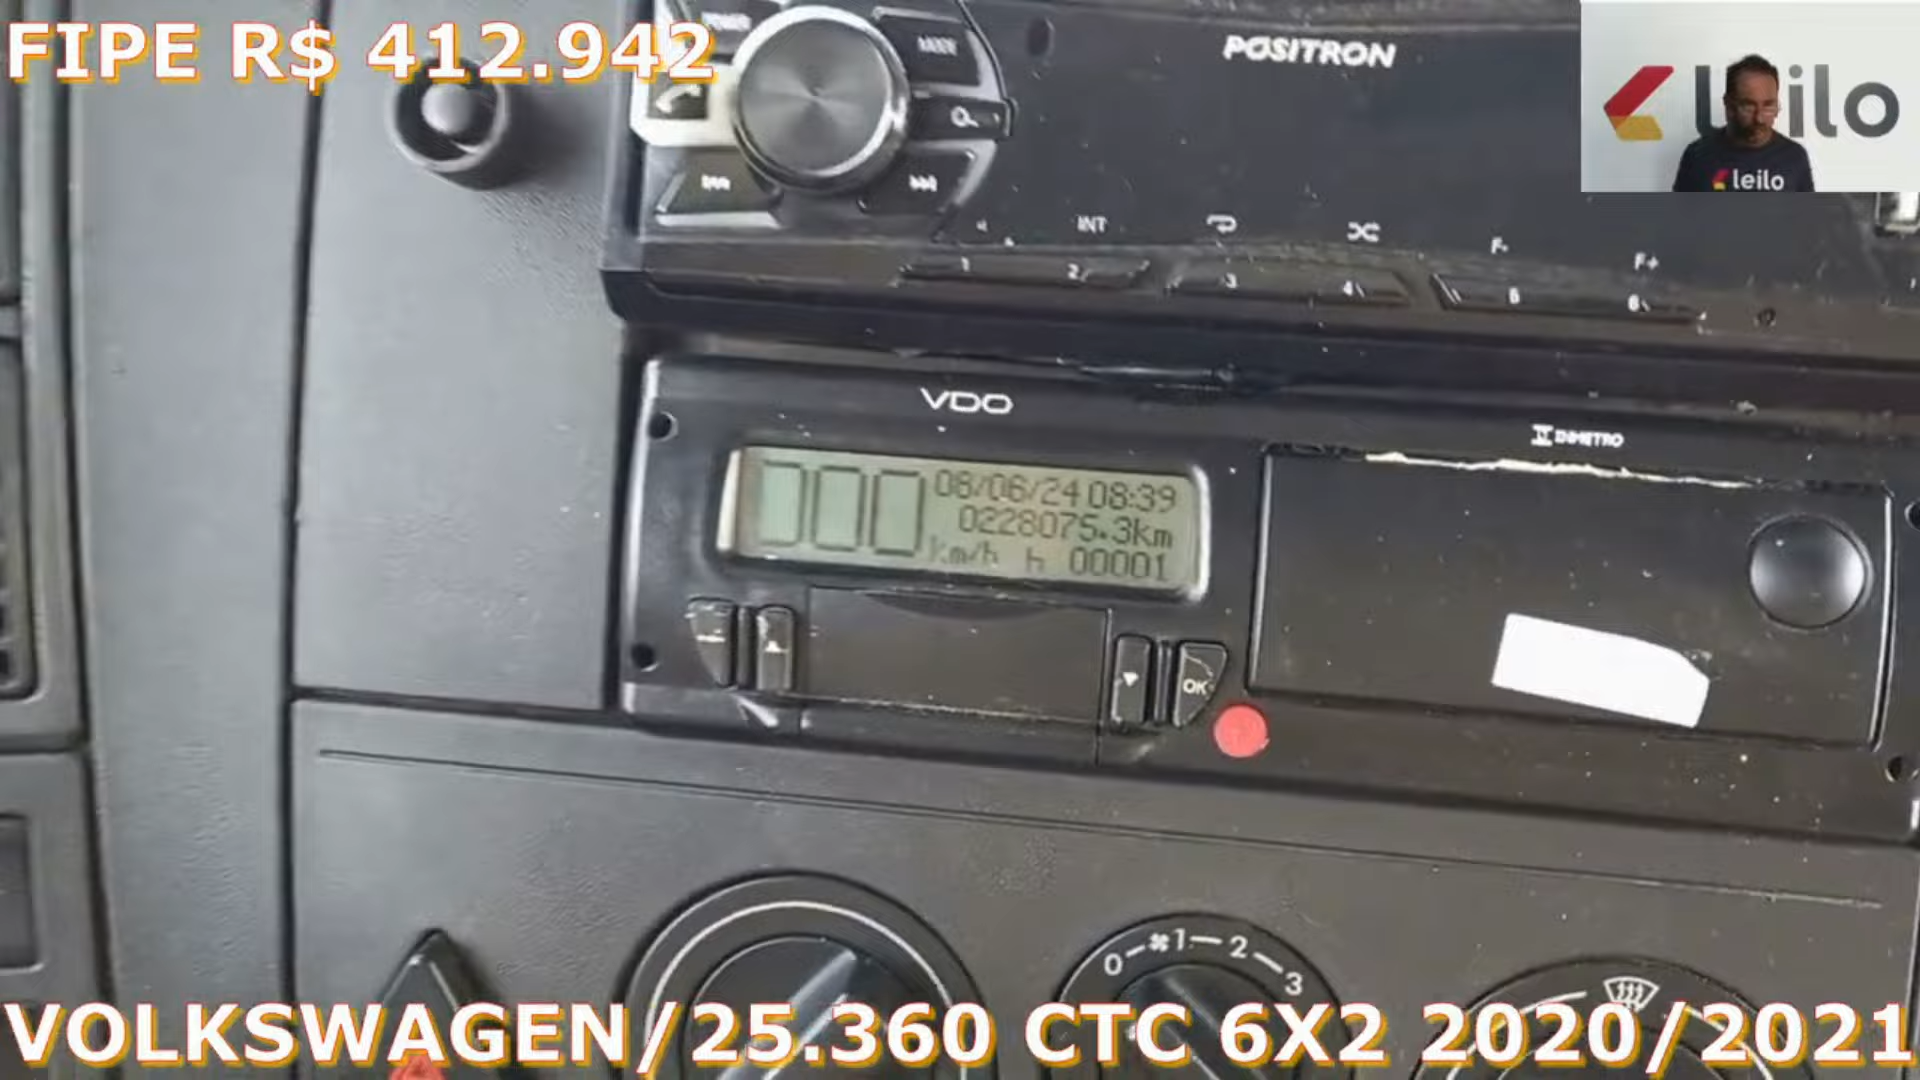 FIPE R$ 412.942
POSITRON
leilo
leilo
INT
F-
F+
1
2
3
4
5
6
VDO
DIMETRO
000
08/06/24 08:39
0228075.3km
km/h h 00001
OK
0 1 2 3
VOLKSWAGEN/25.360 CTC 6X2 2020/2021